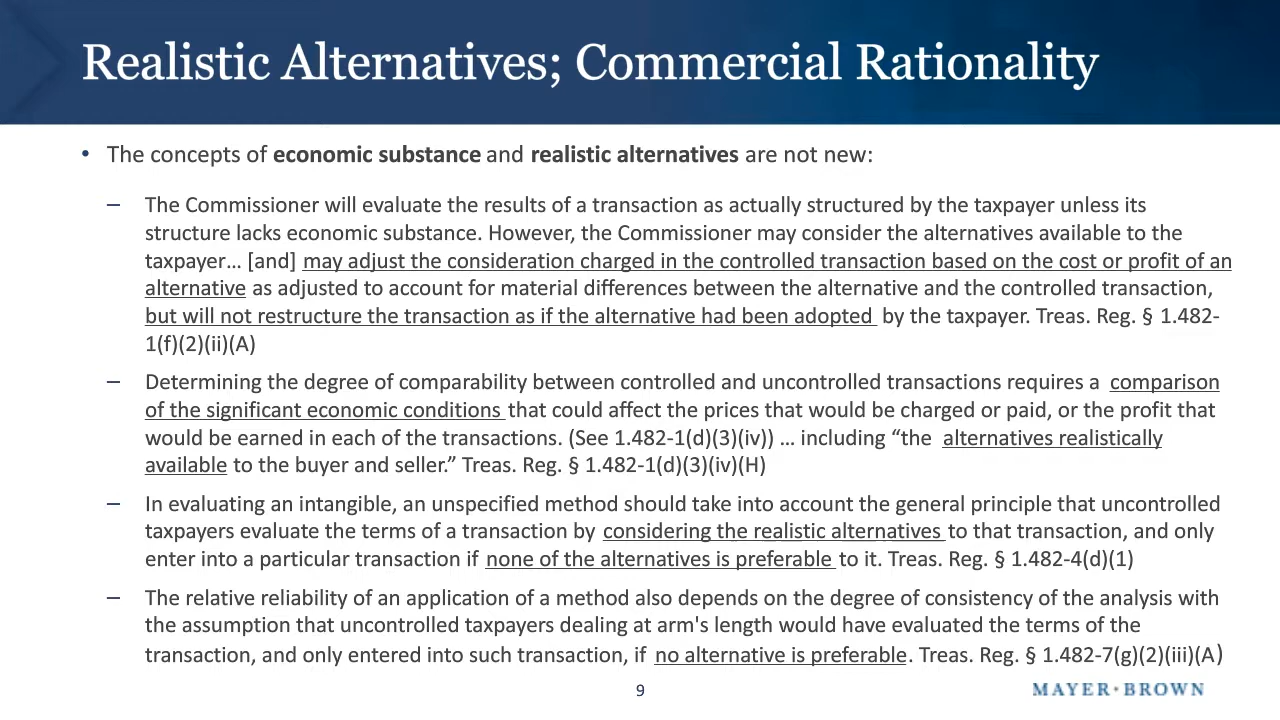 Realistic Alternatives; Commercial Rationality
• The concepts of economic substance and realistic alternatives are not new:
– The Commissioner will evaluate the results of a transaction as actually structured by the taxpayer unless its
structure lacks economic substance. However, the Commissioner may consider the alternatives available to the
taxpayer… [and] may adjust the consideration charged in the controlled transaction based on the cost or profit of an
alternative as adjusted to account for material differences between the alternative and the controlled transaction,
but will not restructure the transaction as if the alternative had been adopted by the taxpayer. Treas. Reg. § 1.482-
1(f)(2)(ii)(A)
– Determining the degree of comparability between controlled and uncontrolled transactions requires a comparison
of the significant economic conditions that could affect the prices that would be charged or paid, or the profit that
would be earned in each of the transactions. (See 1.482-1(d)(3)(iv)) … including “the alternatives realistically
available to the buyer and seller.” Treas. Reg. § 1.482-1(d)(3)(iv)(H)
– In evaluating an intangible, an unspecified method should take into account the general principle that uncontrolled
taxpayers evaluate the terms of a transaction by considering the realistic alternatives to that transaction, and only
enter into a particular transaction if none of the alternatives is preferable to it. Treas. Reg. § 1.482-4(d)(1)
– The relative reliability of an application of a method also depends on the degree of consistency of the analysis with
the assumption that uncontrolled taxpayers dealing at arm's length would have evaluated the terms of the
transaction, and only entered into such transaction, if no alternative is preferable. Treas. Reg. § 1.482-7(g)(2)(iii)(A)
9
MAYER·BROWN